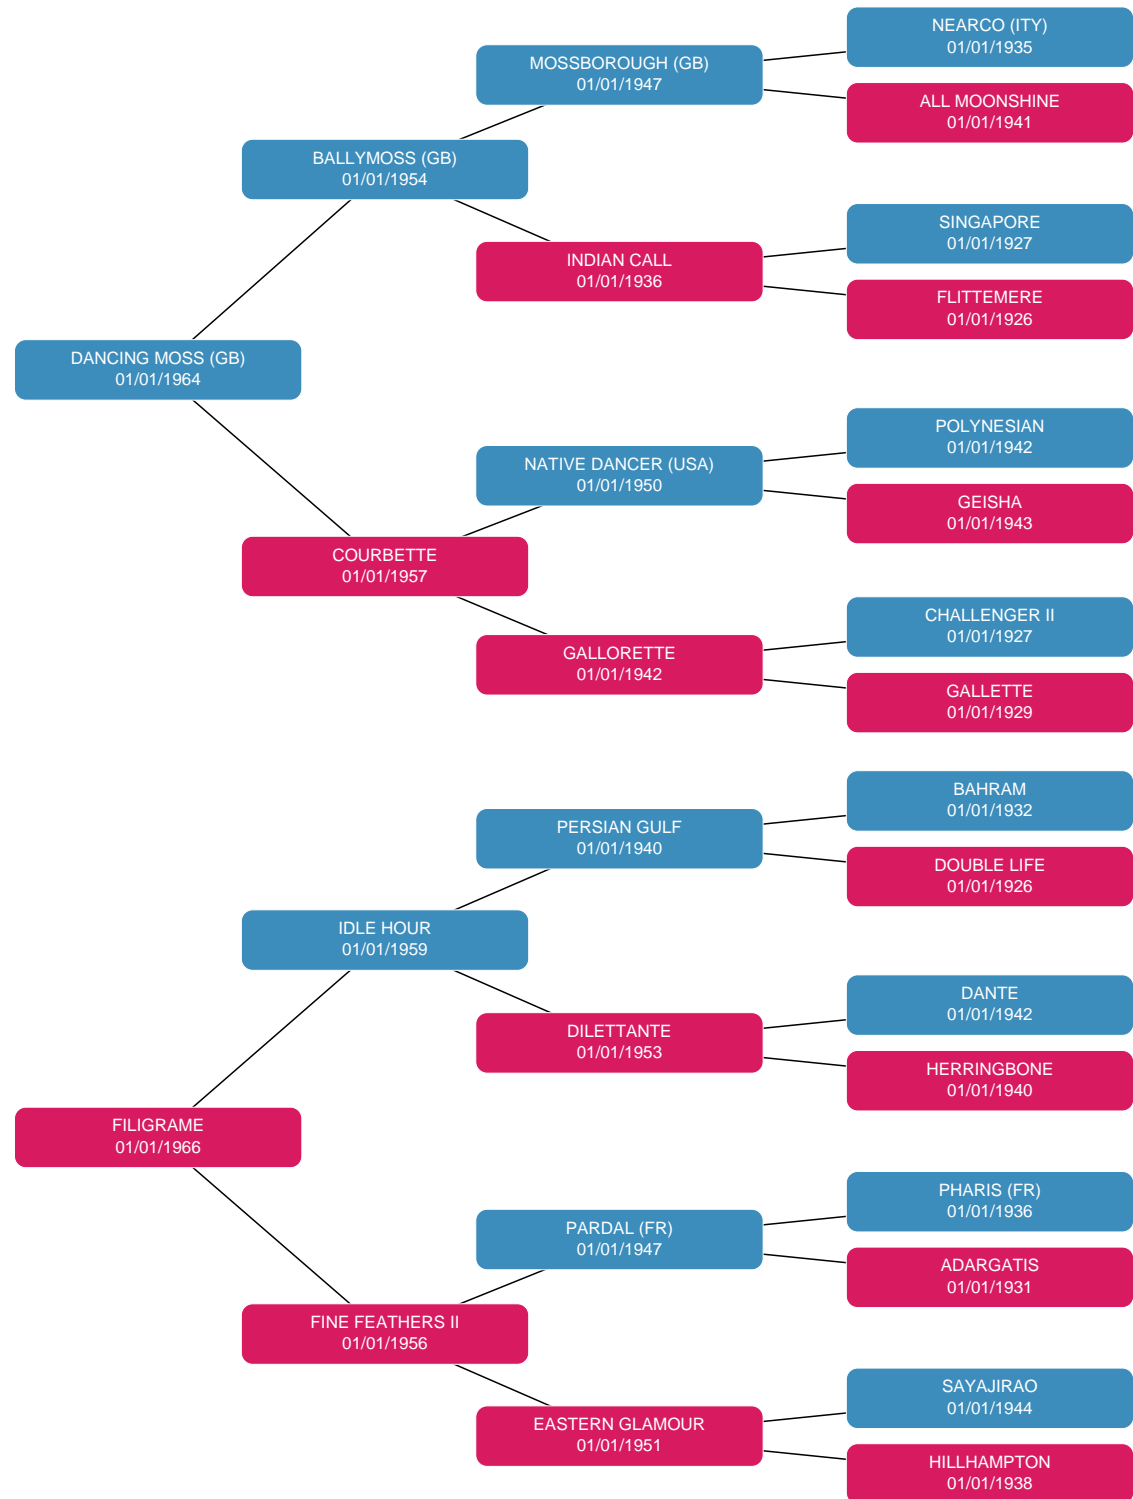 NEARCO (ITY)
01/01/1935
MOSSBOROUGH (GB)
01/01/1947
ALL MOONSHINE
01/01/1941
BALLYMOSS (GB)
01/01/1954
SINGAPORE
01/01/1927
INDIAN CALL
01/01/1936
FLITTEMERE
01/01/1926
DANCING MOSS (GB)
01/01/1964
POLYNESIAN
01/01/1942
NATIVE DANCER (USA)
01/01/1950
GEISHA
01/01/1943
COURBETTE
01/01/1957
CHALLENGER II
01/01/1927
GALLORETTE
01/01/1942
GALLETTE
01/01/1929
BAHRAM
01/01/1932
PERSIAN GULF
01/01/1940
DOUBLE LIFE
01/01/1926
IDLE HOUR
01/01/1959
DANTE
01/01/1942
DILETTANTE
01/01/1953
HERRINGBONE
01/01/1940
FILIGRAME
01/01/1966
PHARIS (FR)
01/01/1936
PARDAL (FR)
01/01/1947
ADARGATIS
01/01/1931
FINE FEATHERS II
01/01/1956
SAYAJIRAO
01/01/1944
EASTERN GLAMOUR
01/01/1951
HILLHAMPTON
01/01/1938